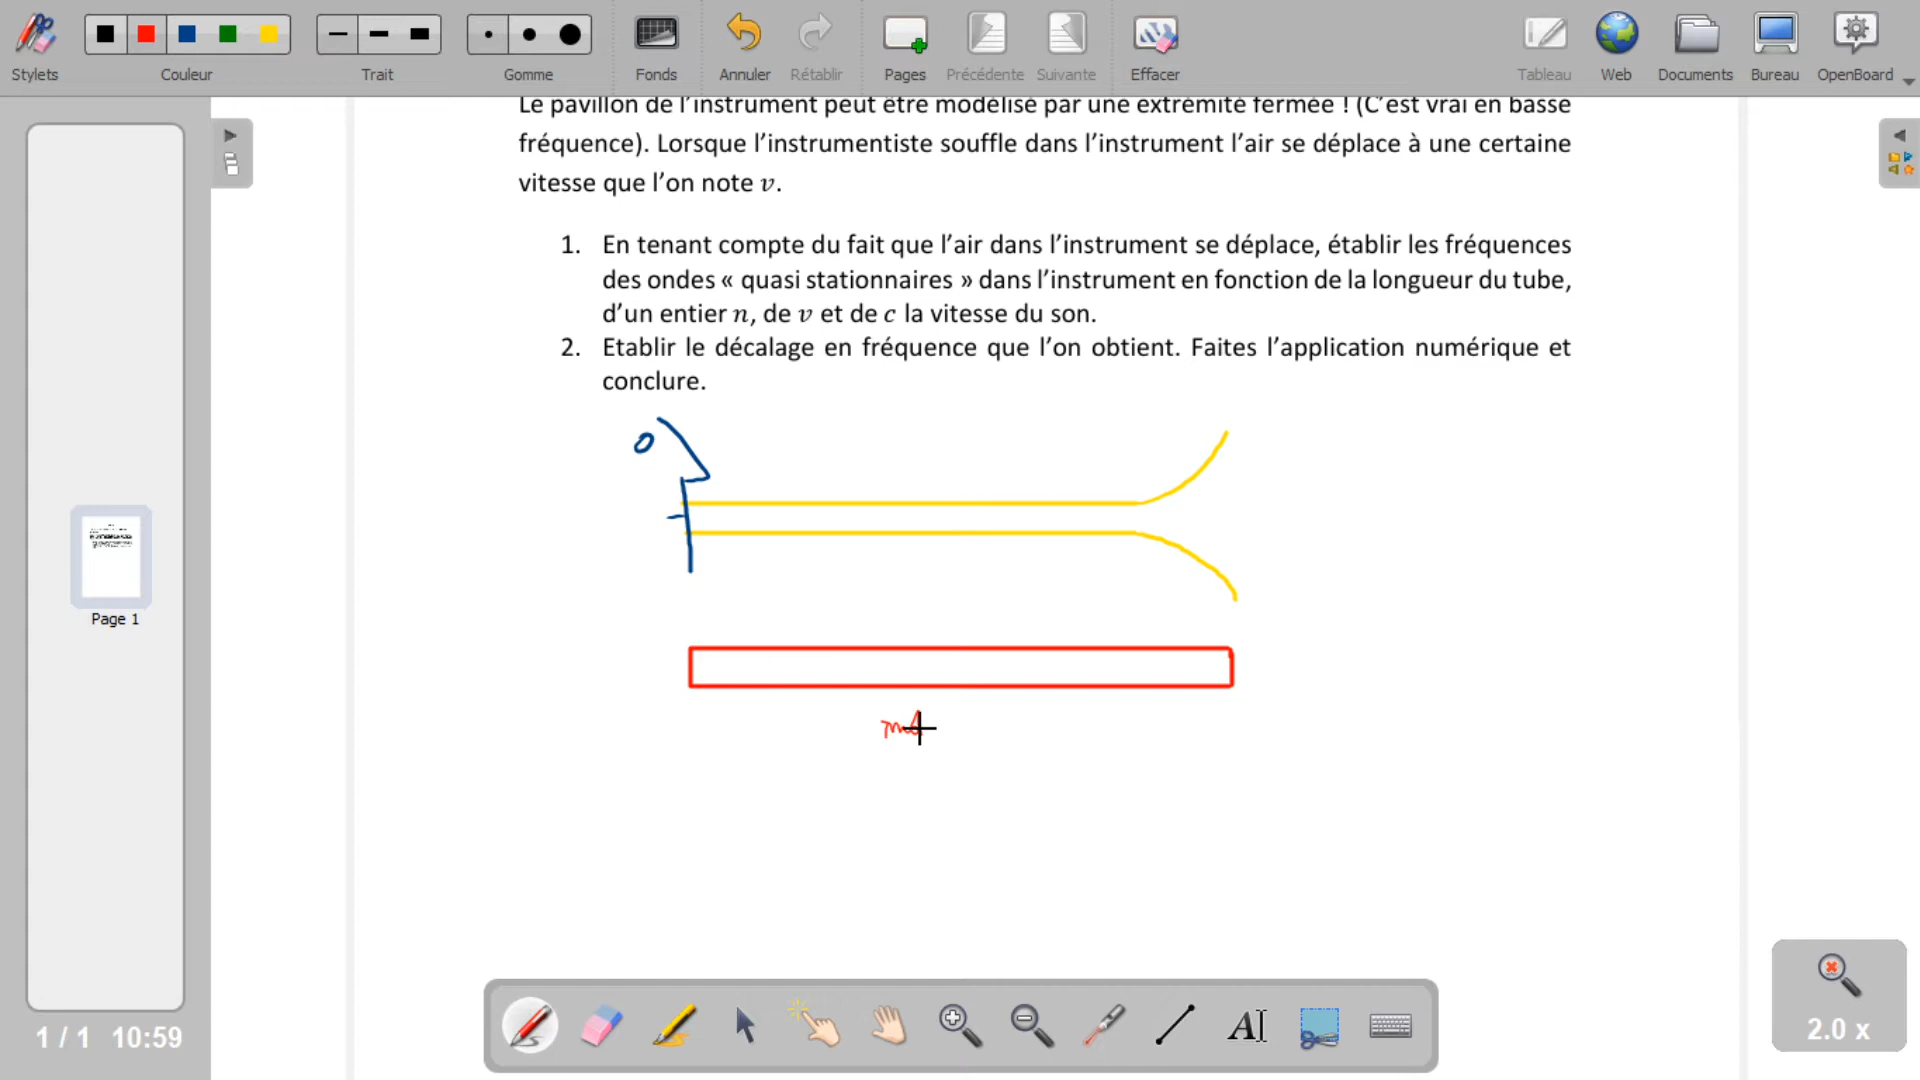 Stylets
Couleur
Trait
Gomme
Fonds
Annuler
Rétablir
Pages
Précédente
Suivante
Effacer
Tableau
Web
Documents
Bureau
OpenBoard
Le pavillon de l'instrument peut être modélisé par une extrémité fermée ! (C'est vrai en basse
fréquence). Lorsque l'instrumentiste souffle dans l'instrument l'air se déplace à une certaine
vitesse que l'on note v.
1. En tenant compte du fait que l'air dans l'instrument se déplace, établir les fréquences
des ondes « quasi stationnaires » dans l'instrument en fonction de la longueur du tube,
d'un entier n, de v et de c la vitesse du son.
2. Etablir le décalage en fréquence que l'on obtient. Faites l'application numérique et
conclure.
Page 1
1 / 1 10:59
2.0 x